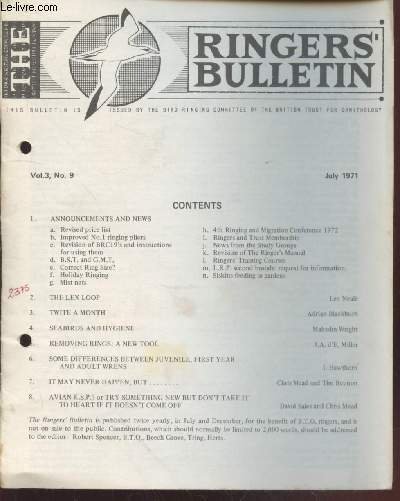 Le-livre.com
THE
RINGERS'
BULLETIN
THIS BULLETIN IS ISSUED BY THE BIRD RINGING COMMITTEE OF THE BRITISH TRUST FOR ORNITHOLOGY
Vol.3, No. 9 July 1971
CONTENTS
1. ANNOUNCEMENTS AND NEWS
a. Revised price list
b. Improved No.1 ringing pliers
c. Revision of BRC19's and instructions
for using them
d. B.S.T. and G.M.T.
e. Correct Ring Size?
f. Holiday Ringing
g. Mist nets
h. 4th Ringing and Migration Conference 1972
i. Ringers and Trust Membership
j. News from the Study Groups
k. Revision of The Ringer's Manual
l. Ringers' Training Courses
m. I.R.P. second request for information.
n. Siskins feeding in gardens
2375
2. THE LEN LOOP
3. TWITE A MONTH Adrian Blackburn
4. SEABIRDS AND HYGIENE Malcolm Wright
5. REMOVING RINGS: A NEW TOOL J.A. d'E. Miller
6. SOME DIFFERENCES BETWEEN JUVENILE, FIRST YEAR
AND ADULT WRENS J. Hawthorn
7. IT MAY NEVER HAPPEN, BUT ........ Chris Mead and Tim
8. AVIAN K.S.P.! or TRY SOMETHING NEW BUT DON'T TAKE IT
TO HEART IF IT DOESN'T COME OFF David Sales and Chris Mead
The Ringers' Bulletin is published twice yearly, in July and December, for the benefit of B.T.O. ringers, and is
not on sale to the public. Contributions, which should normally be limited to 2,000 words, should be addressed
to the editor: Robert Spencer, B.T.O., Beech Grove, Tring, Herts.